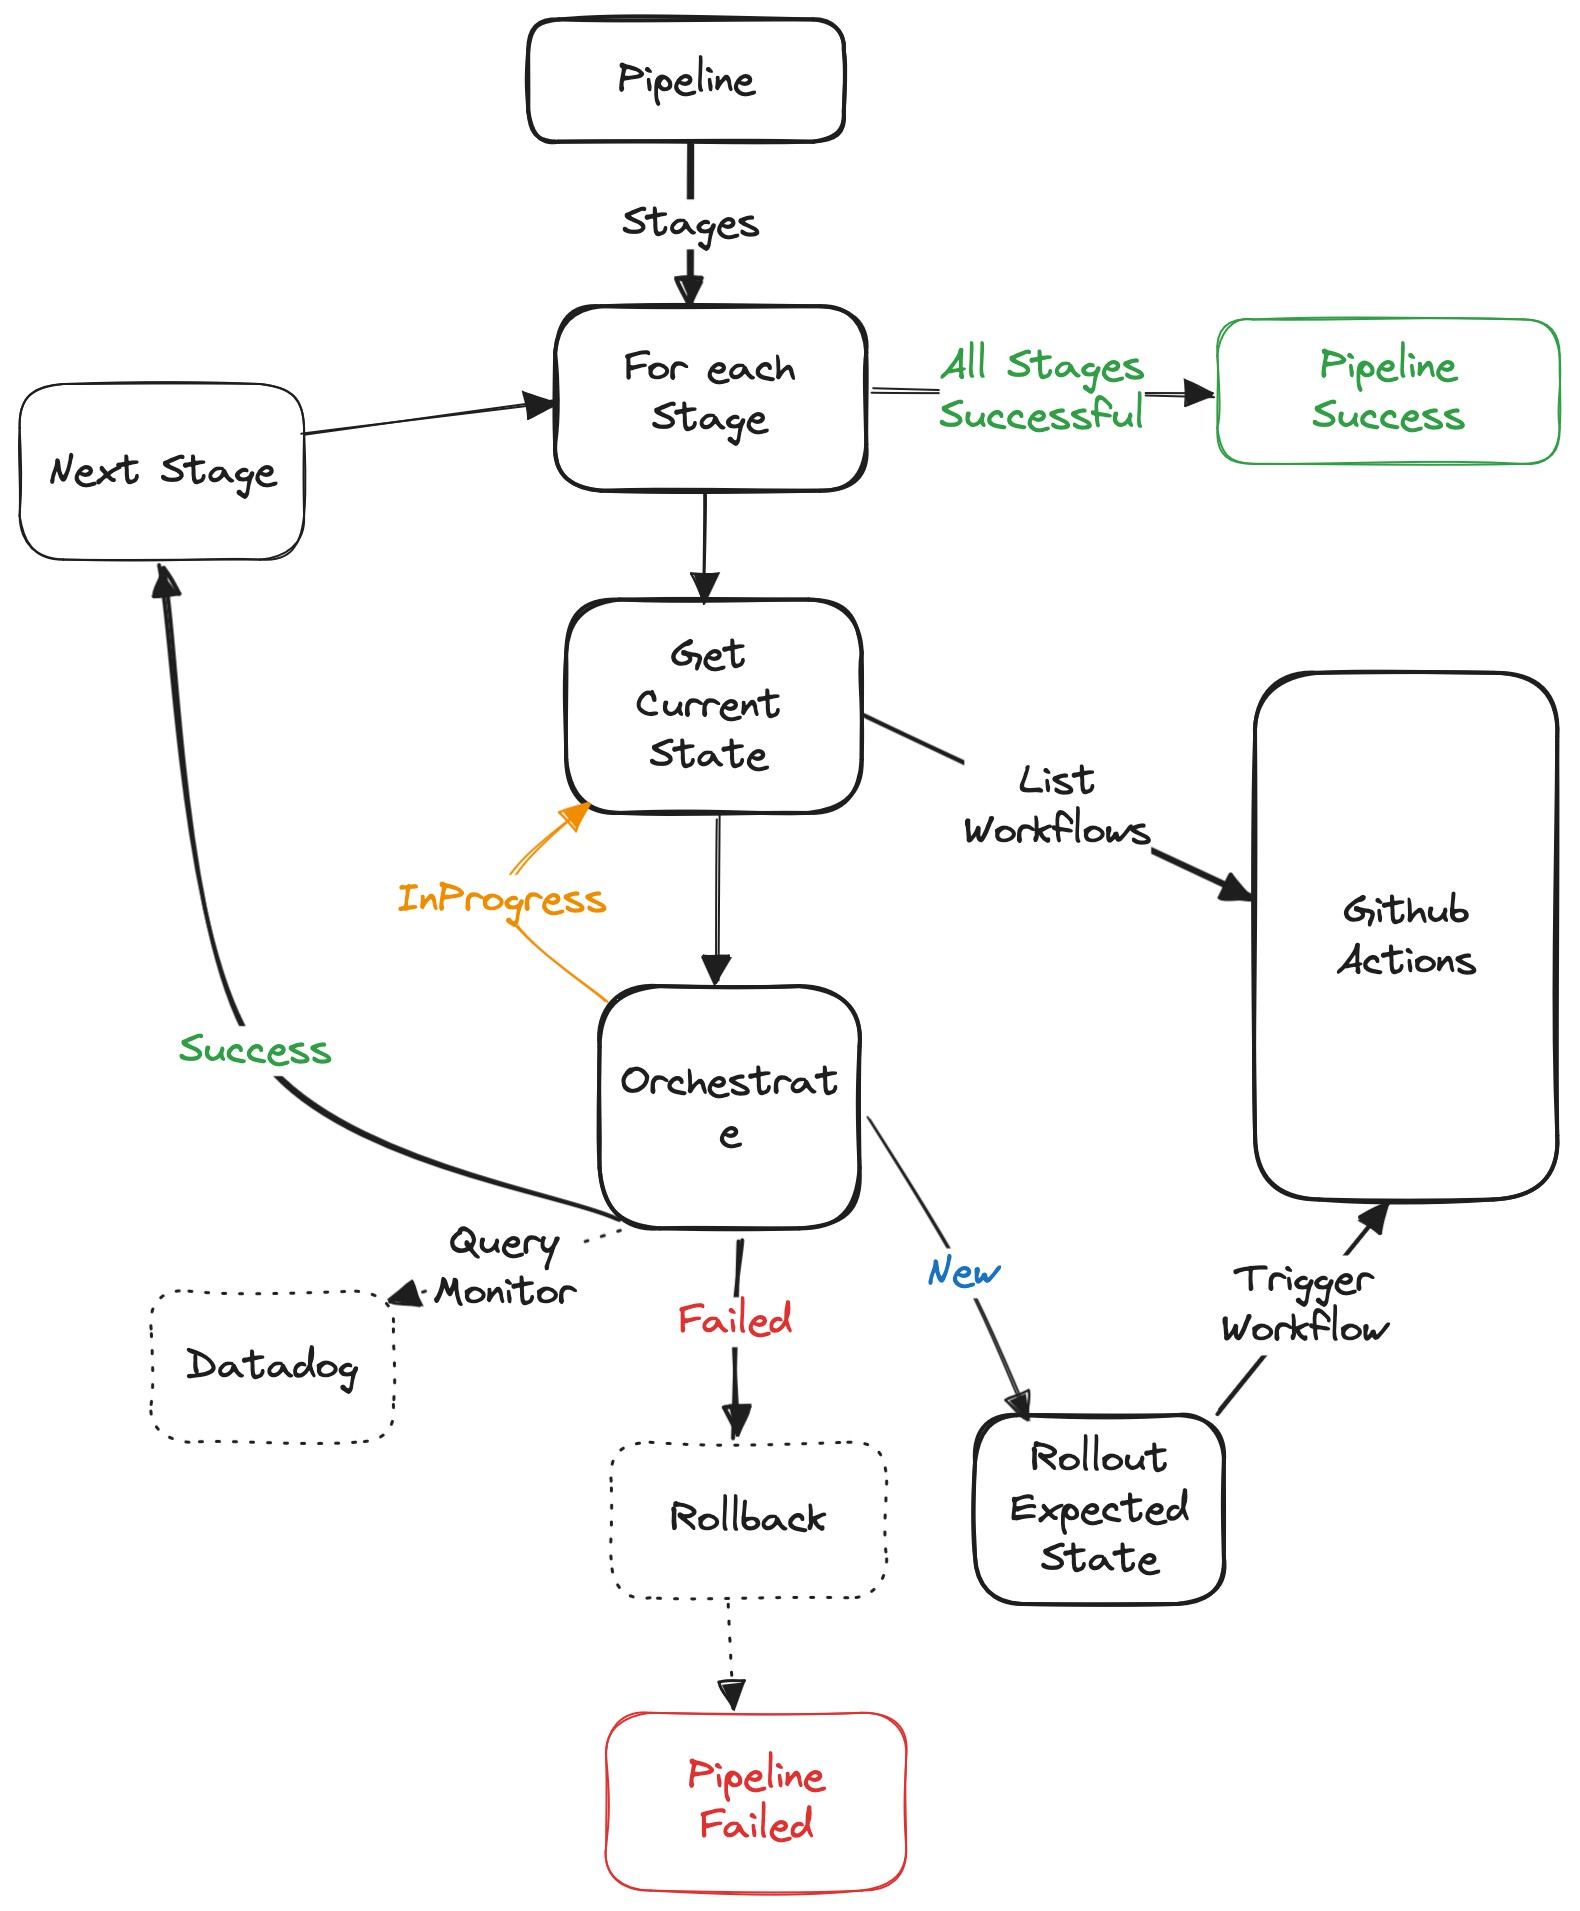 Pipeline
Stages
For each
Stage
All Stages
Successful
Pipeline
Success
Next Stage
Get
Current
State
List
Workflows
Github
Actions
InProgress
Orchestrat
e
Success
Query
Monitor
Datadog
Failed
New
Trigger
Workflow
Rollback
Rollout
Expected
State
Pipeline
Failed